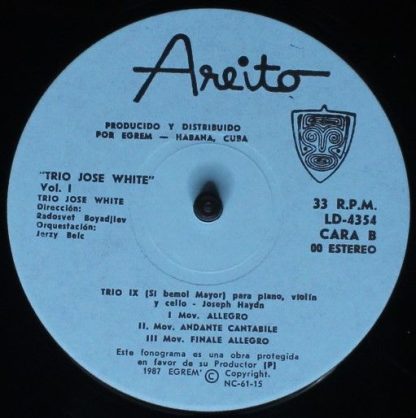 Areito
PRODUCIDO Y DISTRIBUIDO
POR EGREM — HABANA, CUBA
"TRIO JOSE WHITE"
Vol. I
TRIO JOSE WHITE
Dirección:
Radosvet Boyadjiev
Orquestación:
Jerzy Belc
33 R.P.M.
LD-4354
CARA B
00 ESTEREO
TRIO IX (Si bemol Mayor) para piano, violín
y cello - Joseph Haydn
I Mov. ALLEGRO
II. Mov. ANDANTE CANTABILE
III Mov. FINALE ALLEGRO
Este fonograma es una obra protegida
en favor de su Productor (P)
1987 EGREM © Copyright.
NC-61-15